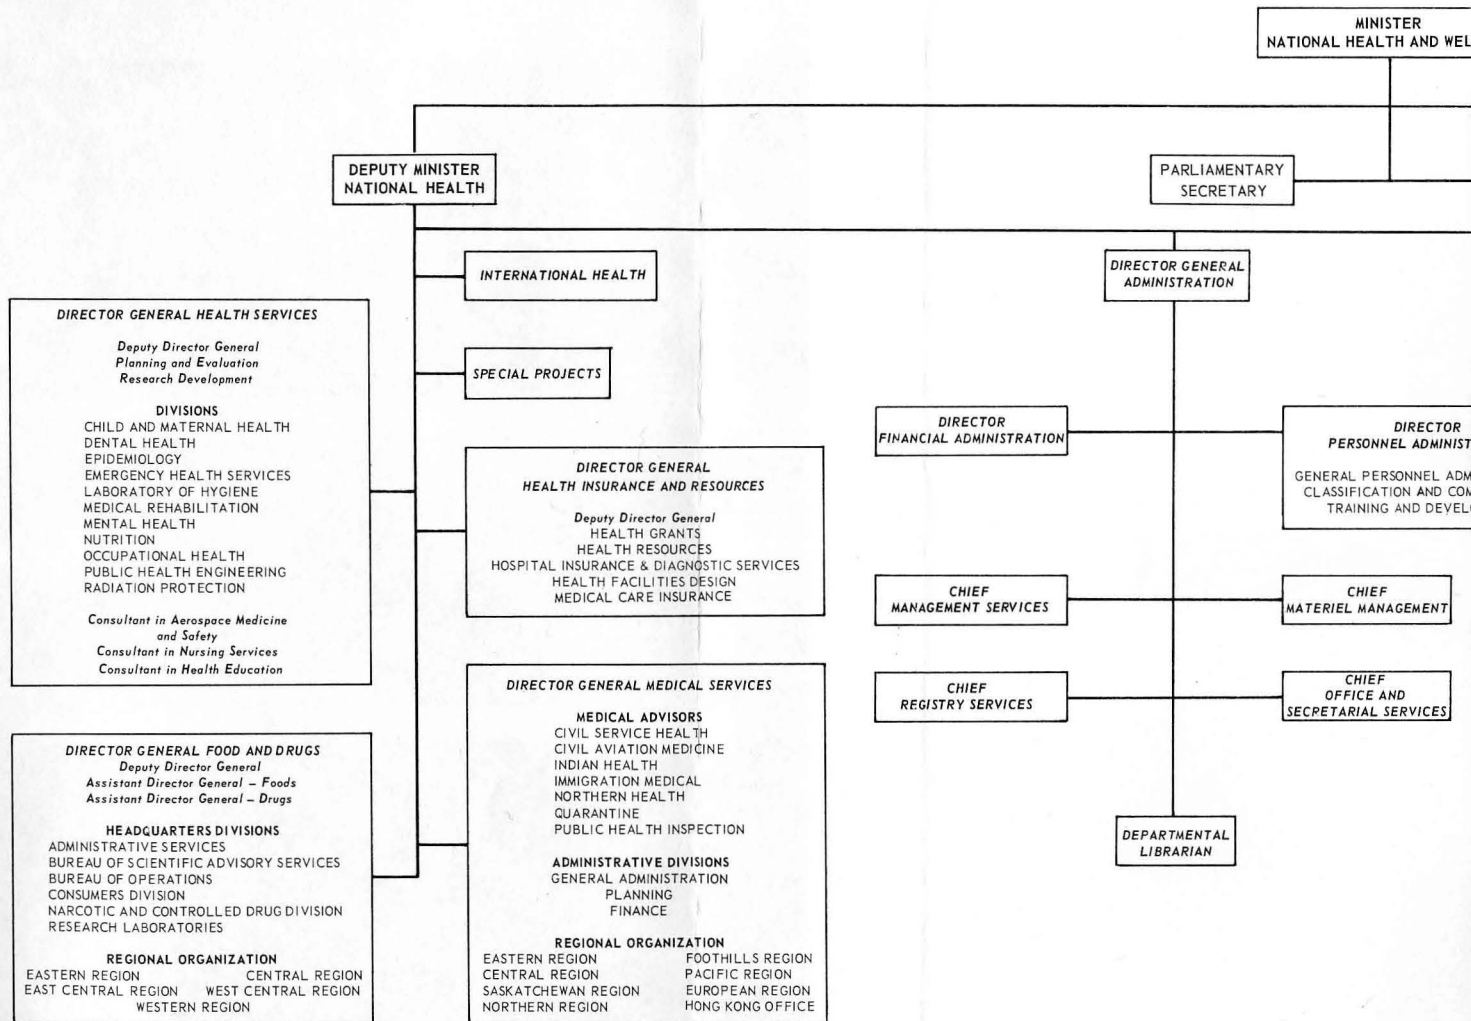 MINISTER
NATIONAL HEALTH AND WEL
DEPUTY MINISTER
NATIONAL HEALTH
PARLIAMENTARY
SECRETARY
INTERNATIONAL HEALTH
DIRECTOR GENERAL
ADMINISTRATION
DIRECTOR GENERAL HEALTH SERVICES
Deputy Director General
Planning and Evaluation
Research Development
DIVISIONS
CHILD AND MATERNAL HEALTH
DENTAL HEALTH
EPIDEMIOLOGY
EMERGENCY HEALTH SERVICES
LABORATORY OF HYGIENE
MEDICAL REHABILITATION
MENTAL HEALTH
NUTRITION
OCCUPATIONAL HEALTH
PUBLIC HEALTH ENGINEERING
RADIATION PROTECTION
Consultant in Aerospace Medicine
and Safety
Consultant in Nursing Services
Consultant in Health Education
SPECIAL PROJECTS
DIRECTOR GENERAL
HEALTH INSURANCE AND RESOURCES
Deputy Director General
HEALTH GRANTS
HEALTH RESOURCES
HOSPITAL INSURANCE & DIAGNOSTIC SERVICES
HEALTH FACILITIES DESIGN
MEDICAL CARE INSURANCE
DIRECTOR
FINANCIAL ADMINISTRATION
DIRECTOR
PERSONNEL ADMINIST
GENERAL PERSONNEL ADM
CLASSIFICATION AND COM
TRAINING AND DEVEL
CHIEF
MANAGEMENT SERVICES
CHIEF
MATERIEL MANAGEMENT
CHIEF
REGISTRY SERVICES
CHIEF
OFFICE AND
SECRETARIAL SERVICES
DIRECTOR GENERAL FOOD AND DRUGS
Deputy Director General
Assistant Director General – Foods
Assistant Director General – Drugs
HEADQUARTERS DIVISIONS
ADMINISTRATIVE SERVICES
BUREAU OF SCIENTIFIC ADVISORY SERVICES
BUREAU OF OPERATIONS
CONSUMERS DIVISION
NARCOTIC AND CONTROLLED DRUG DIVISION
RESEARCH LABORATORIES
REGIONAL ORGANIZATION
EASTERN REGION CENTRAL REGION
EAST CENTRAL REGION WEST CENTRAL REGION
WESTERN REGION
DIRECTOR GENERAL MEDICAL SERVICES
MEDICAL ADVISORS
CIVIL SERVICE HEALTH
CIVIL AVIATION MEDICINE
INDIAN HEALTH
IMMIGRATION MEDICAL
NORTHERN HEALTH
QUARANTINE
PUBLIC HEALTH INSPECTION
ADMINISTRATIVE DIVISIONS
GENERAL ADMINISTRATION
PLANNING
FINANCE
REGIONAL ORGANIZATION
EASTERN REGION FOOTHILLS REGION
CENTRAL REGION PACIFIC REGION
SASKATCHEWAN REGION EUROPEAN REGION
NORTHERN REGION HONG KONG OFFICE
DEPARTMENTAL
LIBRARIAN